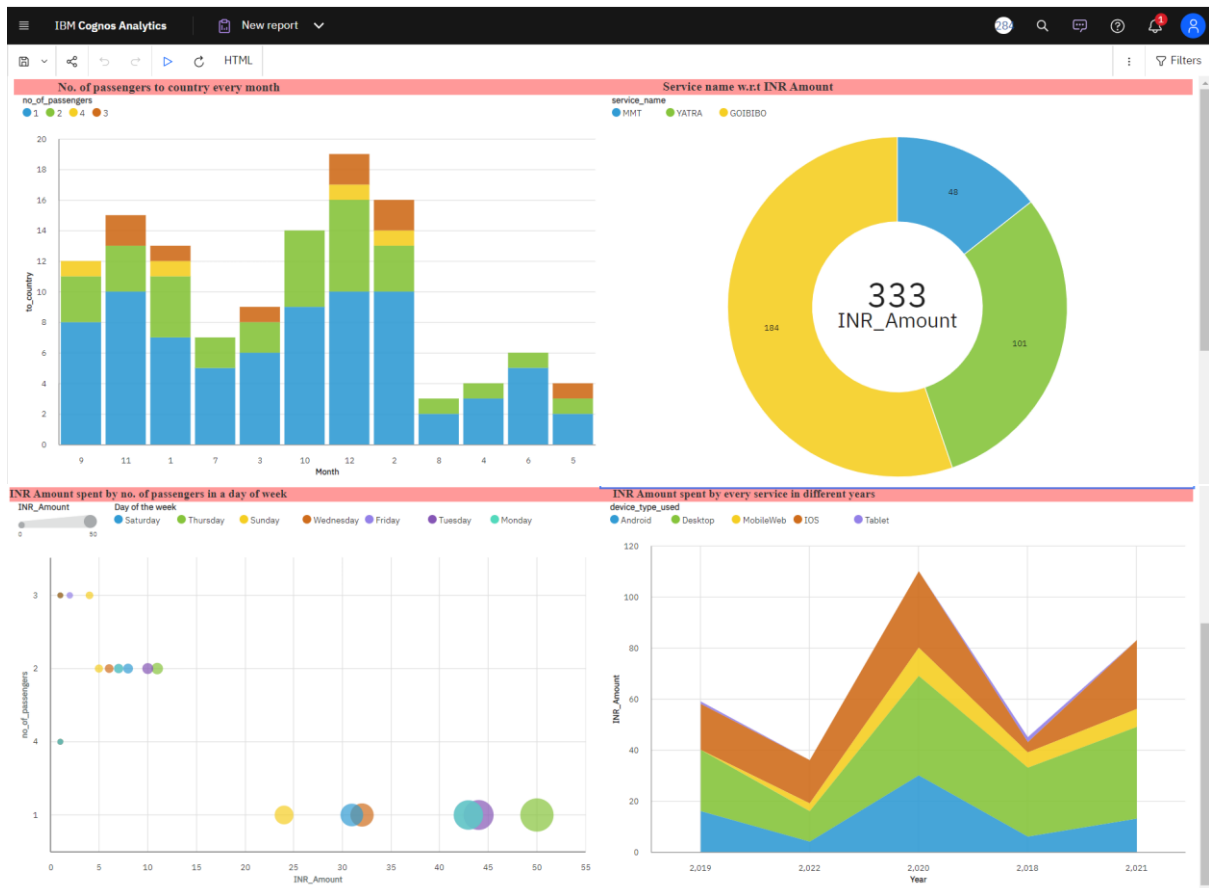 IBM Cognos Analytics
New report
284
1
HTML
Filters
No. of passengers to country every month
no_of_passengers
1 2 4 3
20
18
16
14
12
10
8
6
4
2
0
to_country
9 11 1 7 3 10 12 2 8 4 6 5
Month
Service name w.r.t INR Amount
service_name
MMT YATRA GOIBIBO
48
333
INR_Amount
184
101
INR Amount spent by no. of passengers in a day of week
INR_Amount
0 50
Day of the week
Saturday Thursday Sunday Wednesday Friday Tuesday Monday
3
2
4
1
no_of_passengers
0 5 10 15 20 25 30 35 40 45 50 55
INR_Amount
INR Amount spent by every service in different years
device_type_used
Android Desktop MobileWeb IOS Tablet
120
100
80
60
40
20
0
INR_Amount
2,019 2,022 2,020 2,018 2,021
Year